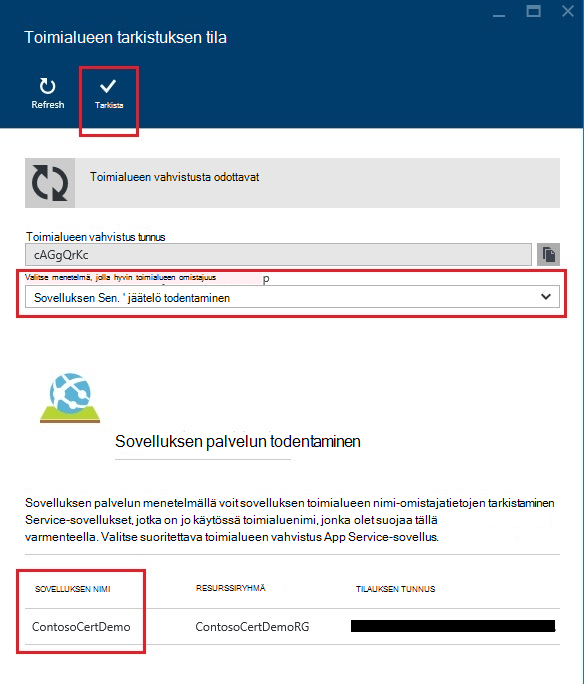 Toimialueen tarkistuksen tila
Refresh
Tarkista
Toimialueen vahvistusta odottavat
Toimialueen vahvistus tunnus
cAGgQrKc
Valitse menetelmä, jolla hyvin toimialueen omistajuus p
Sovelluksen Sen. ' jäätelö todentaminen
Sovelluksen palvelun todentaminen
Sovelluksen palvelun menetelmällä voit sovelluksen toimialueen nimi-omistajatietojen tarkistaminen
Service-sovellukset, jotka on jo käytössä toimialuenimi, jonka olet suojaa tällä
varmenteella. Valitse suoritettava toimialueen vahvistus App Service-sovellus.
SOVELLUKSEN NIMI RESURSSIRYHMÄ TILAUKSEN TUNNUS
ContosoCertDemo ContosoCertDemoRG